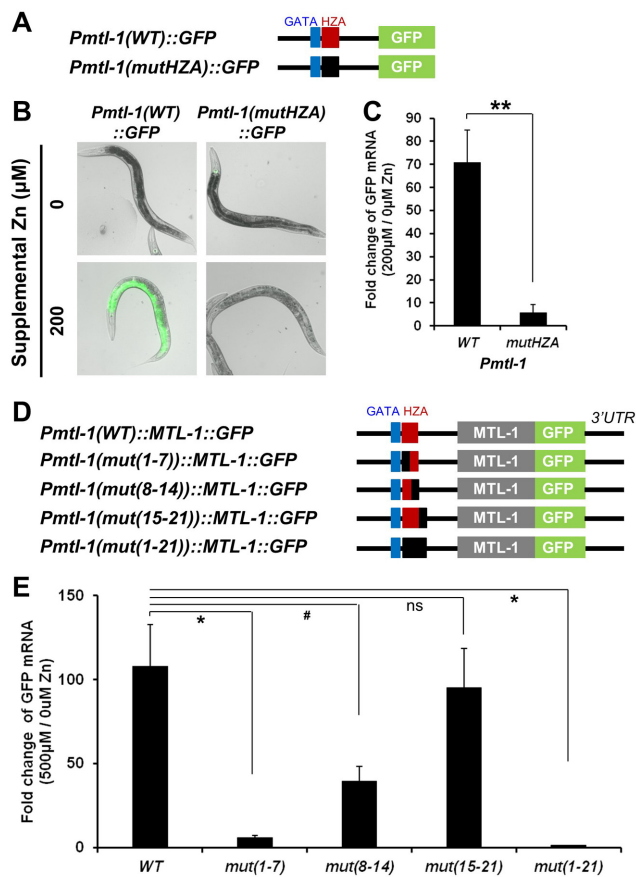 A
GATA HZA
Pmtl-1(WT)::GFP
GFP
Pmtl-1(mutHZA)::GFP
GFP
B
Pmtl-1(WT)
::GFP
Pmtl-1(mutHZA)
::GFP
Supplemental Zn (µM)
0
200
C
**
Fold change of GFP mRNA
(200µM / 0µM Zn)
90
80
70
60
50
40
30
20
10
0
WT
mutHZA
Pmtl-1
D
GATA HZA
3'UTR
Pmtl-1(WT)::MTL-1::GFP
MTL-1 GFP
Pmtl-1(mut(1-7))::MTL-1::GFP
MTL-1 GFP
Pmtl-1(mut(8-14))::MTL-1::GFP
MTL-1 GFP
Pmtl-1(mut(15-21))::MTL-1::GFP
MTL-1 GFP
Pmtl-1(mut(1-21))::MTL-1::GFP
MTL-1 GFP
E
Fold change of GFP mRNA
(500µM / 0uM Zn)
150
100
50
0
*
#
ns
*
WT
mut(1-7)
mut(8-14)
mut(15-21)
mut(1-21)